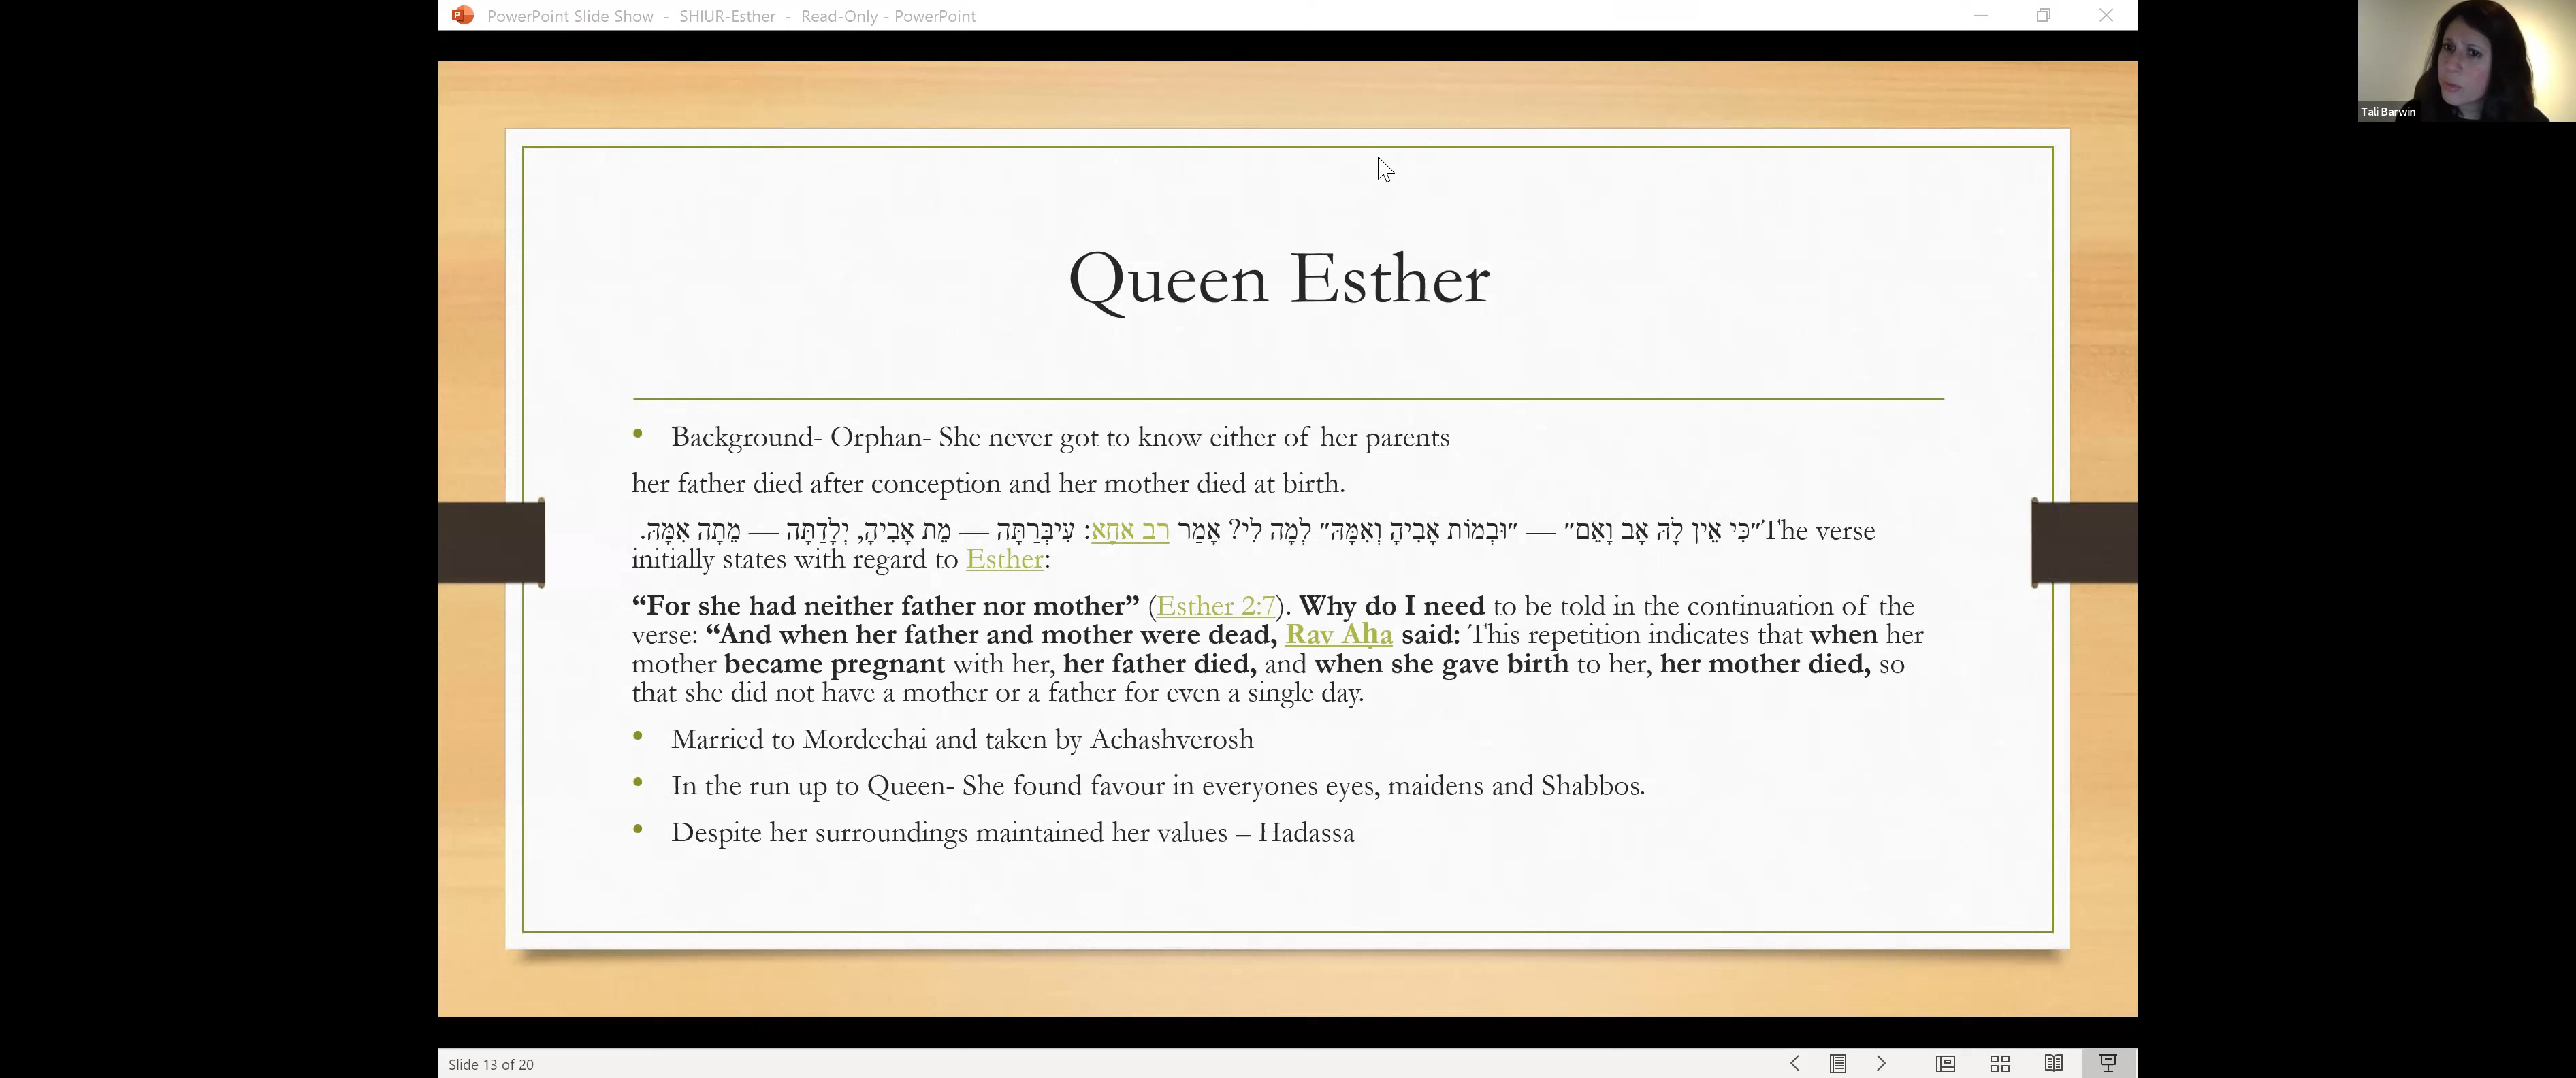 PowerPoint Slide Show - SHIUR-Esther - Read-Only - PowerPoint
Tali Barwin
Queen Esther
• Background- Orphan- She never got to know either of her parents
her father died after conception and her mother died at birth.
״כִּי אֵין לָהּ אָב וָאֵם״ — ״וּבְמוֹת אָבִיהָ וְאִמָּהּ״ לְמָה לִי? אָמַר רַב אַחָא: עִיבְּרַתָּה — מֵת אָבִיהָ, יְלָדַתָּה — מֵתָה אִמָּהּ. The verse
initially states with regard to Esther:
“For she had neither father nor mother” (Esther 2:7). Why do I need to be told in the continuation of the
verse: “And when her father and mother were dead, Rav Aḥa said: This repetition indicates that when her
mother became pregnant with her, her father died, and when she gave birth to her, her mother died, so
that she did not have a mother or a father for even a single day.
• Married to Mordechai and taken by Achashverosh
• In the run up to Queen- She found favour in everyones eyes, maidens and Shabbos.
• Despite her surroundings maintained her values – Hadassa
Slide 13 of 20